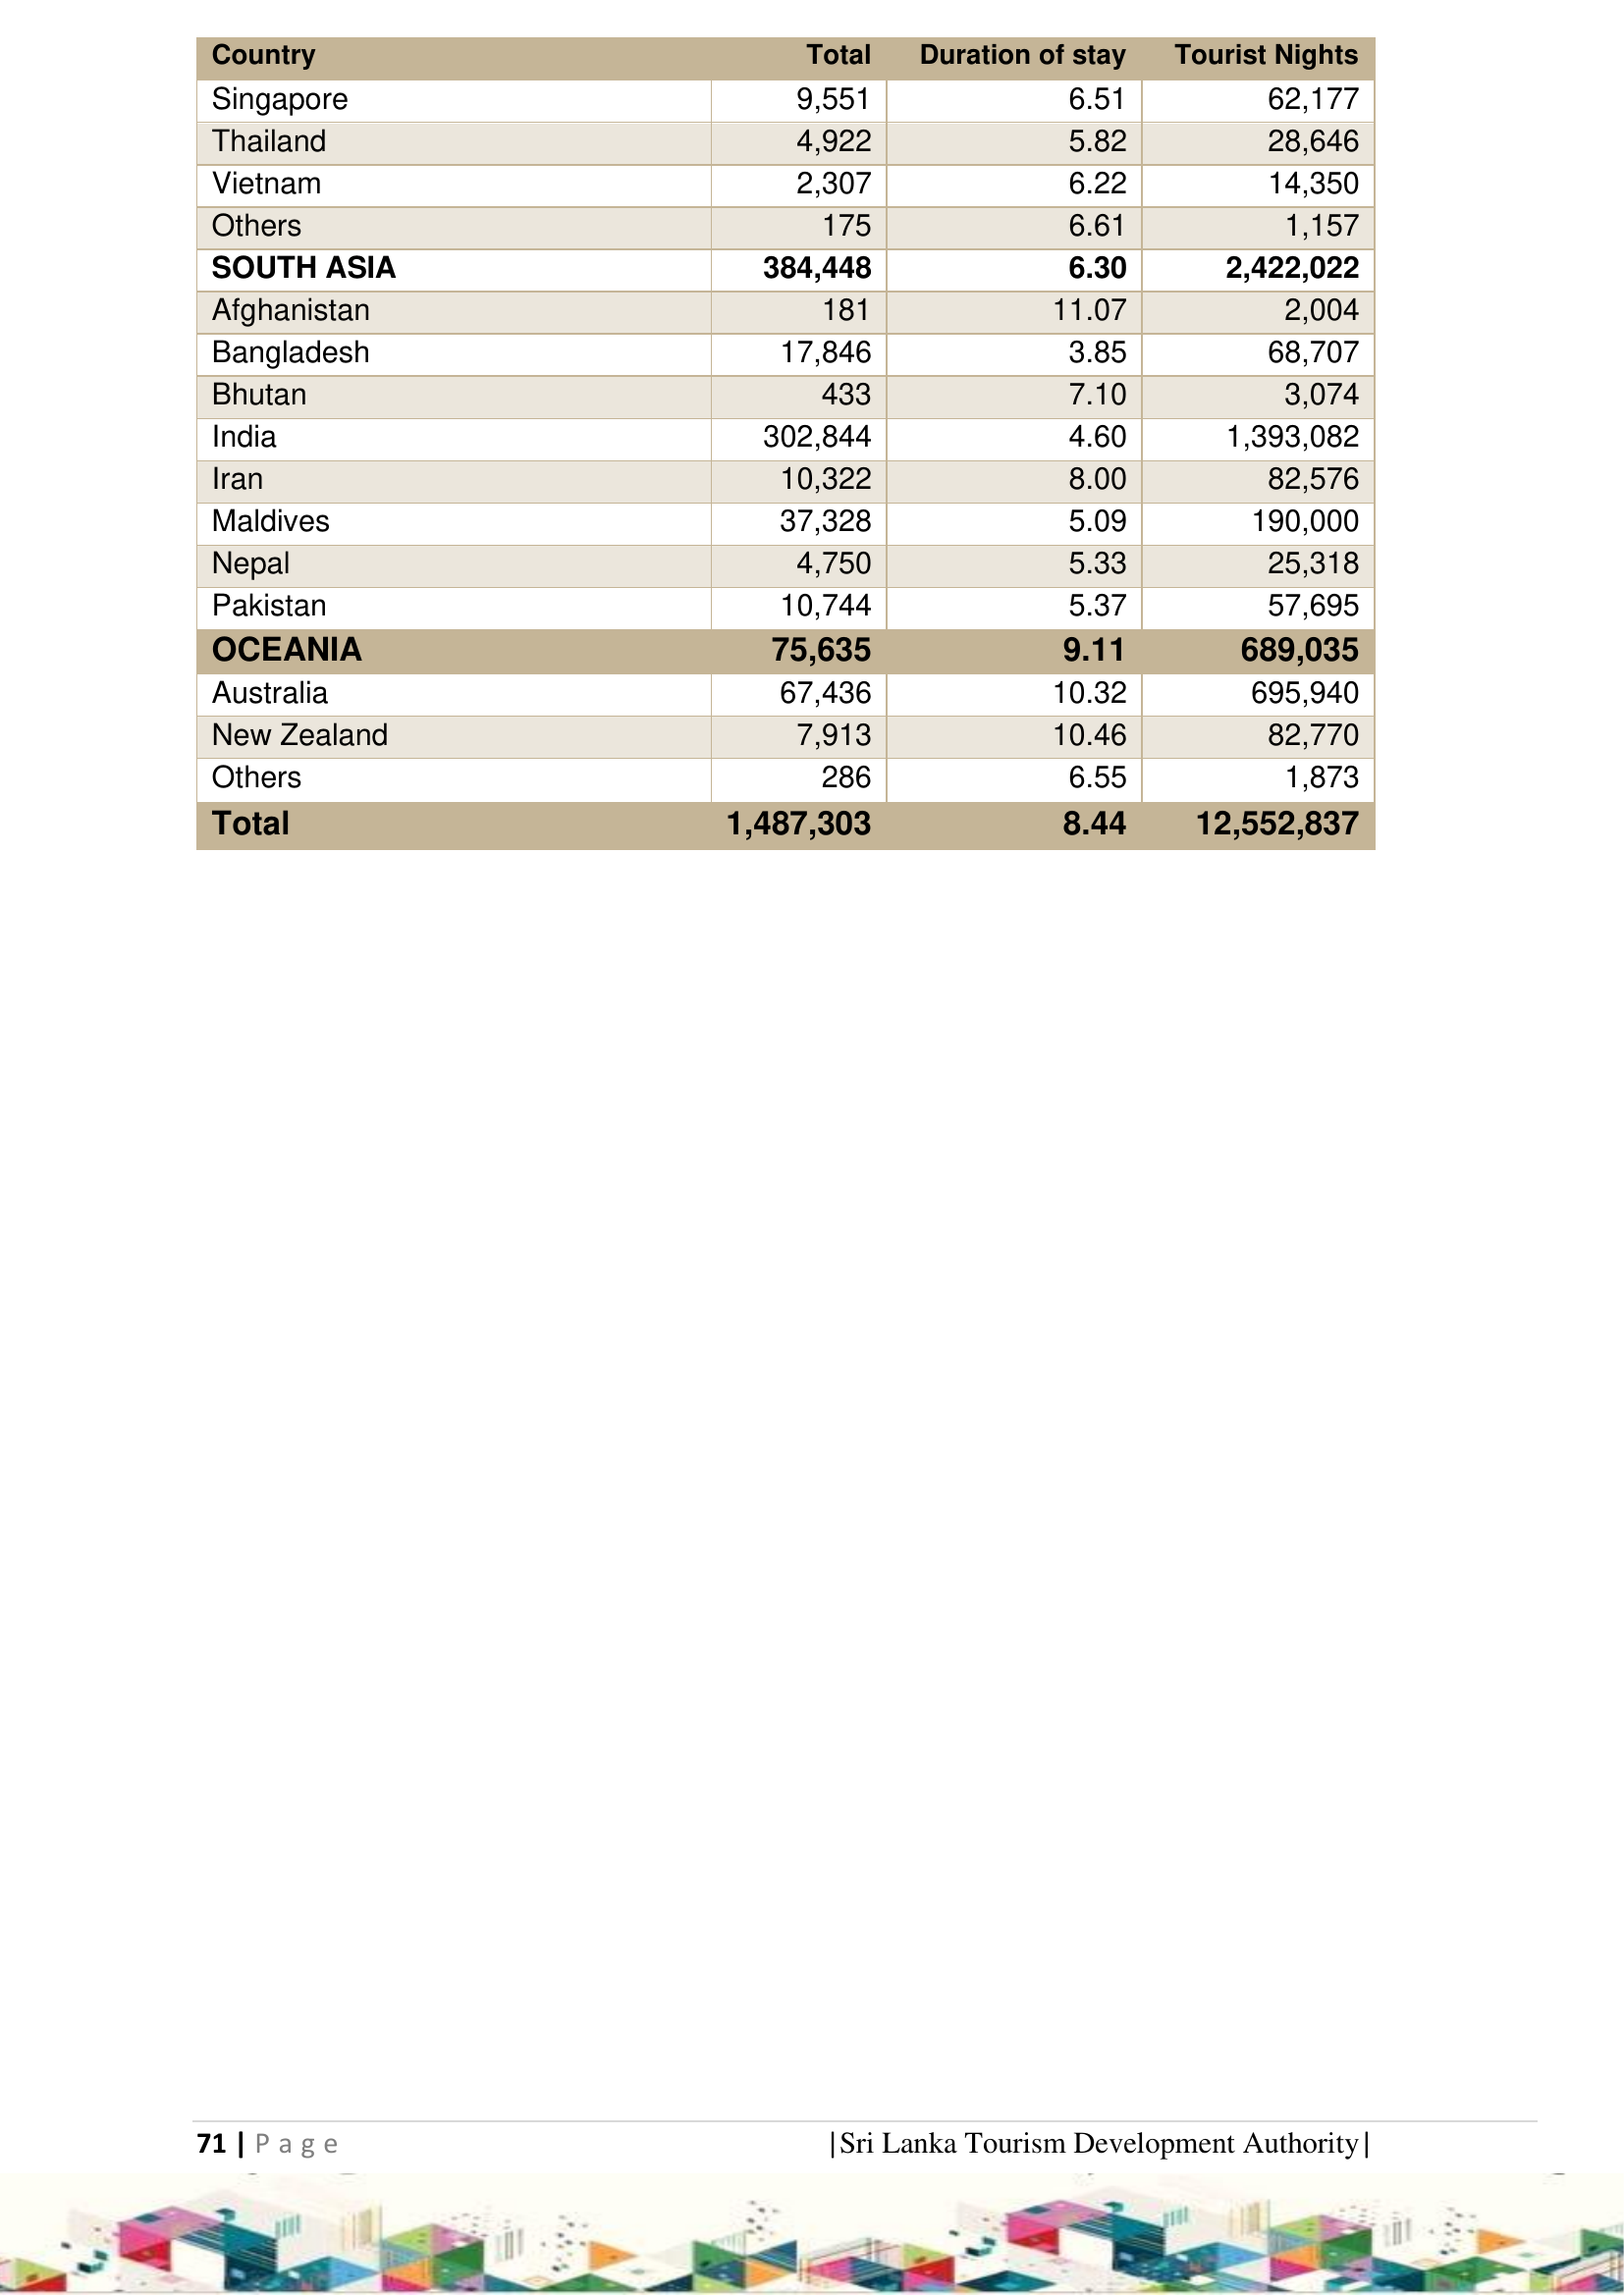 Country Total Duration of stay Tourist Nights
Singapore 9,551 6.51 62,177
Thailand 4,922 5.82 28,646
Vietnam 2,307 6.22 14,350
Others 175 6.61 1,157
SOUTH ASIA 384,448 6.30 2,422,022
Afghanistan 181 11.07 2,004
Bangladesh 17,846 3.85 68,707
Bhutan 433 7.10 3,074
India 302,844 4.60 1,393,082
Iran 10,322 8.00 82,576
Maldives 37,328 5.09 190,000
Nepal 4,750 5.33 25,318
Pakistan 10,744 5.37 57,695
OCEANIA 75,635 9.11 689,035
Australia 67,436 10.32 695,940
New Zealand 7,913 10.46 82,770
Others 286 6.55 1,873
Total 1,487,303 8.44 12,552,837
71 | Page |Sri Lanka Tourism Development Authority|